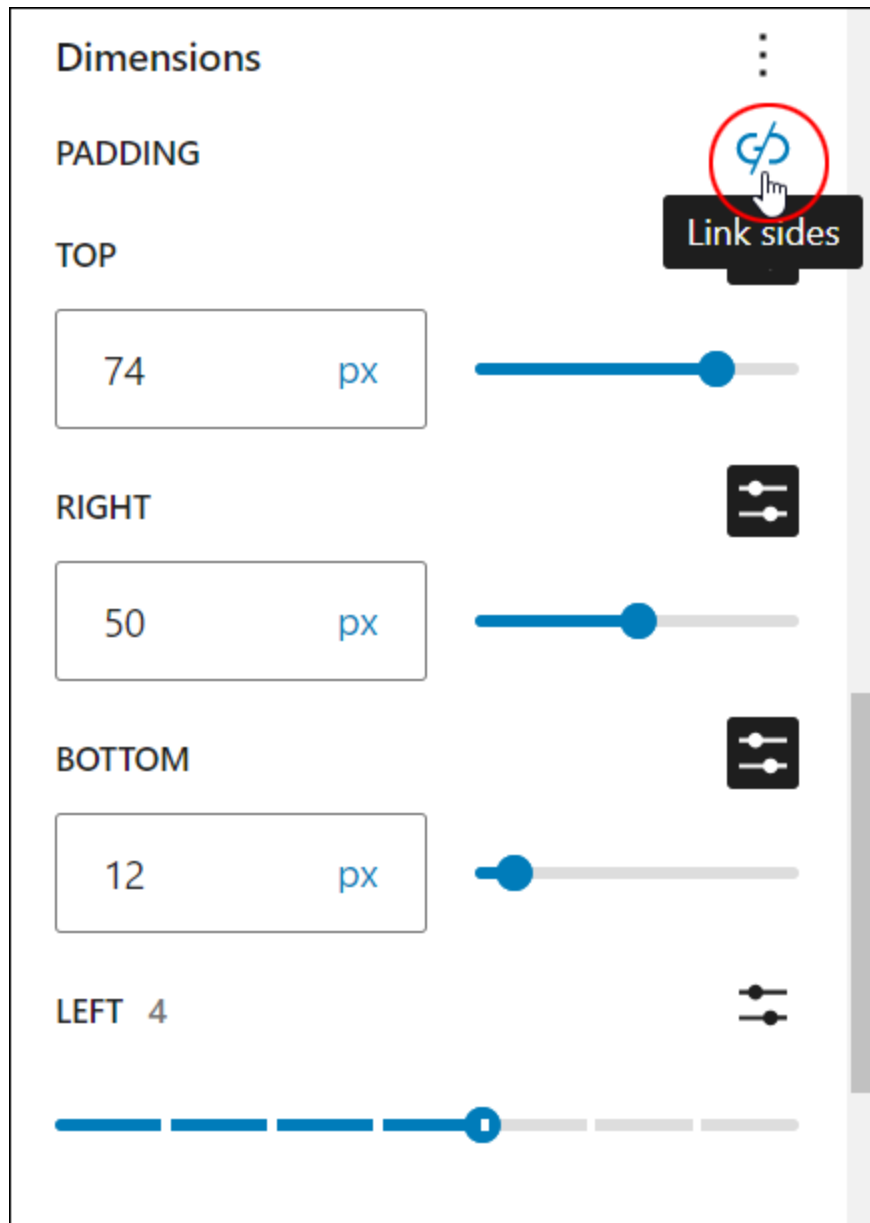 Dimensions
PADDING
Link sides
TOP
74 px
RIGHT
50 px
BOTTOM
12 px
LEFT 4